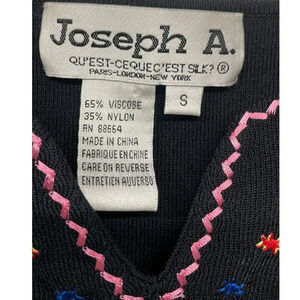 Joseph A.
QU'EST-CEQUEC'EST SILK? ®
PARIS-LONDON-NEW YORK
S
65% VISCOSE
35% NYLON
RN 88664
MADE IN CHINA
FABRIQUE EN CHINE
CARE ON REVERSE
ENTRETIEN AUVERSO